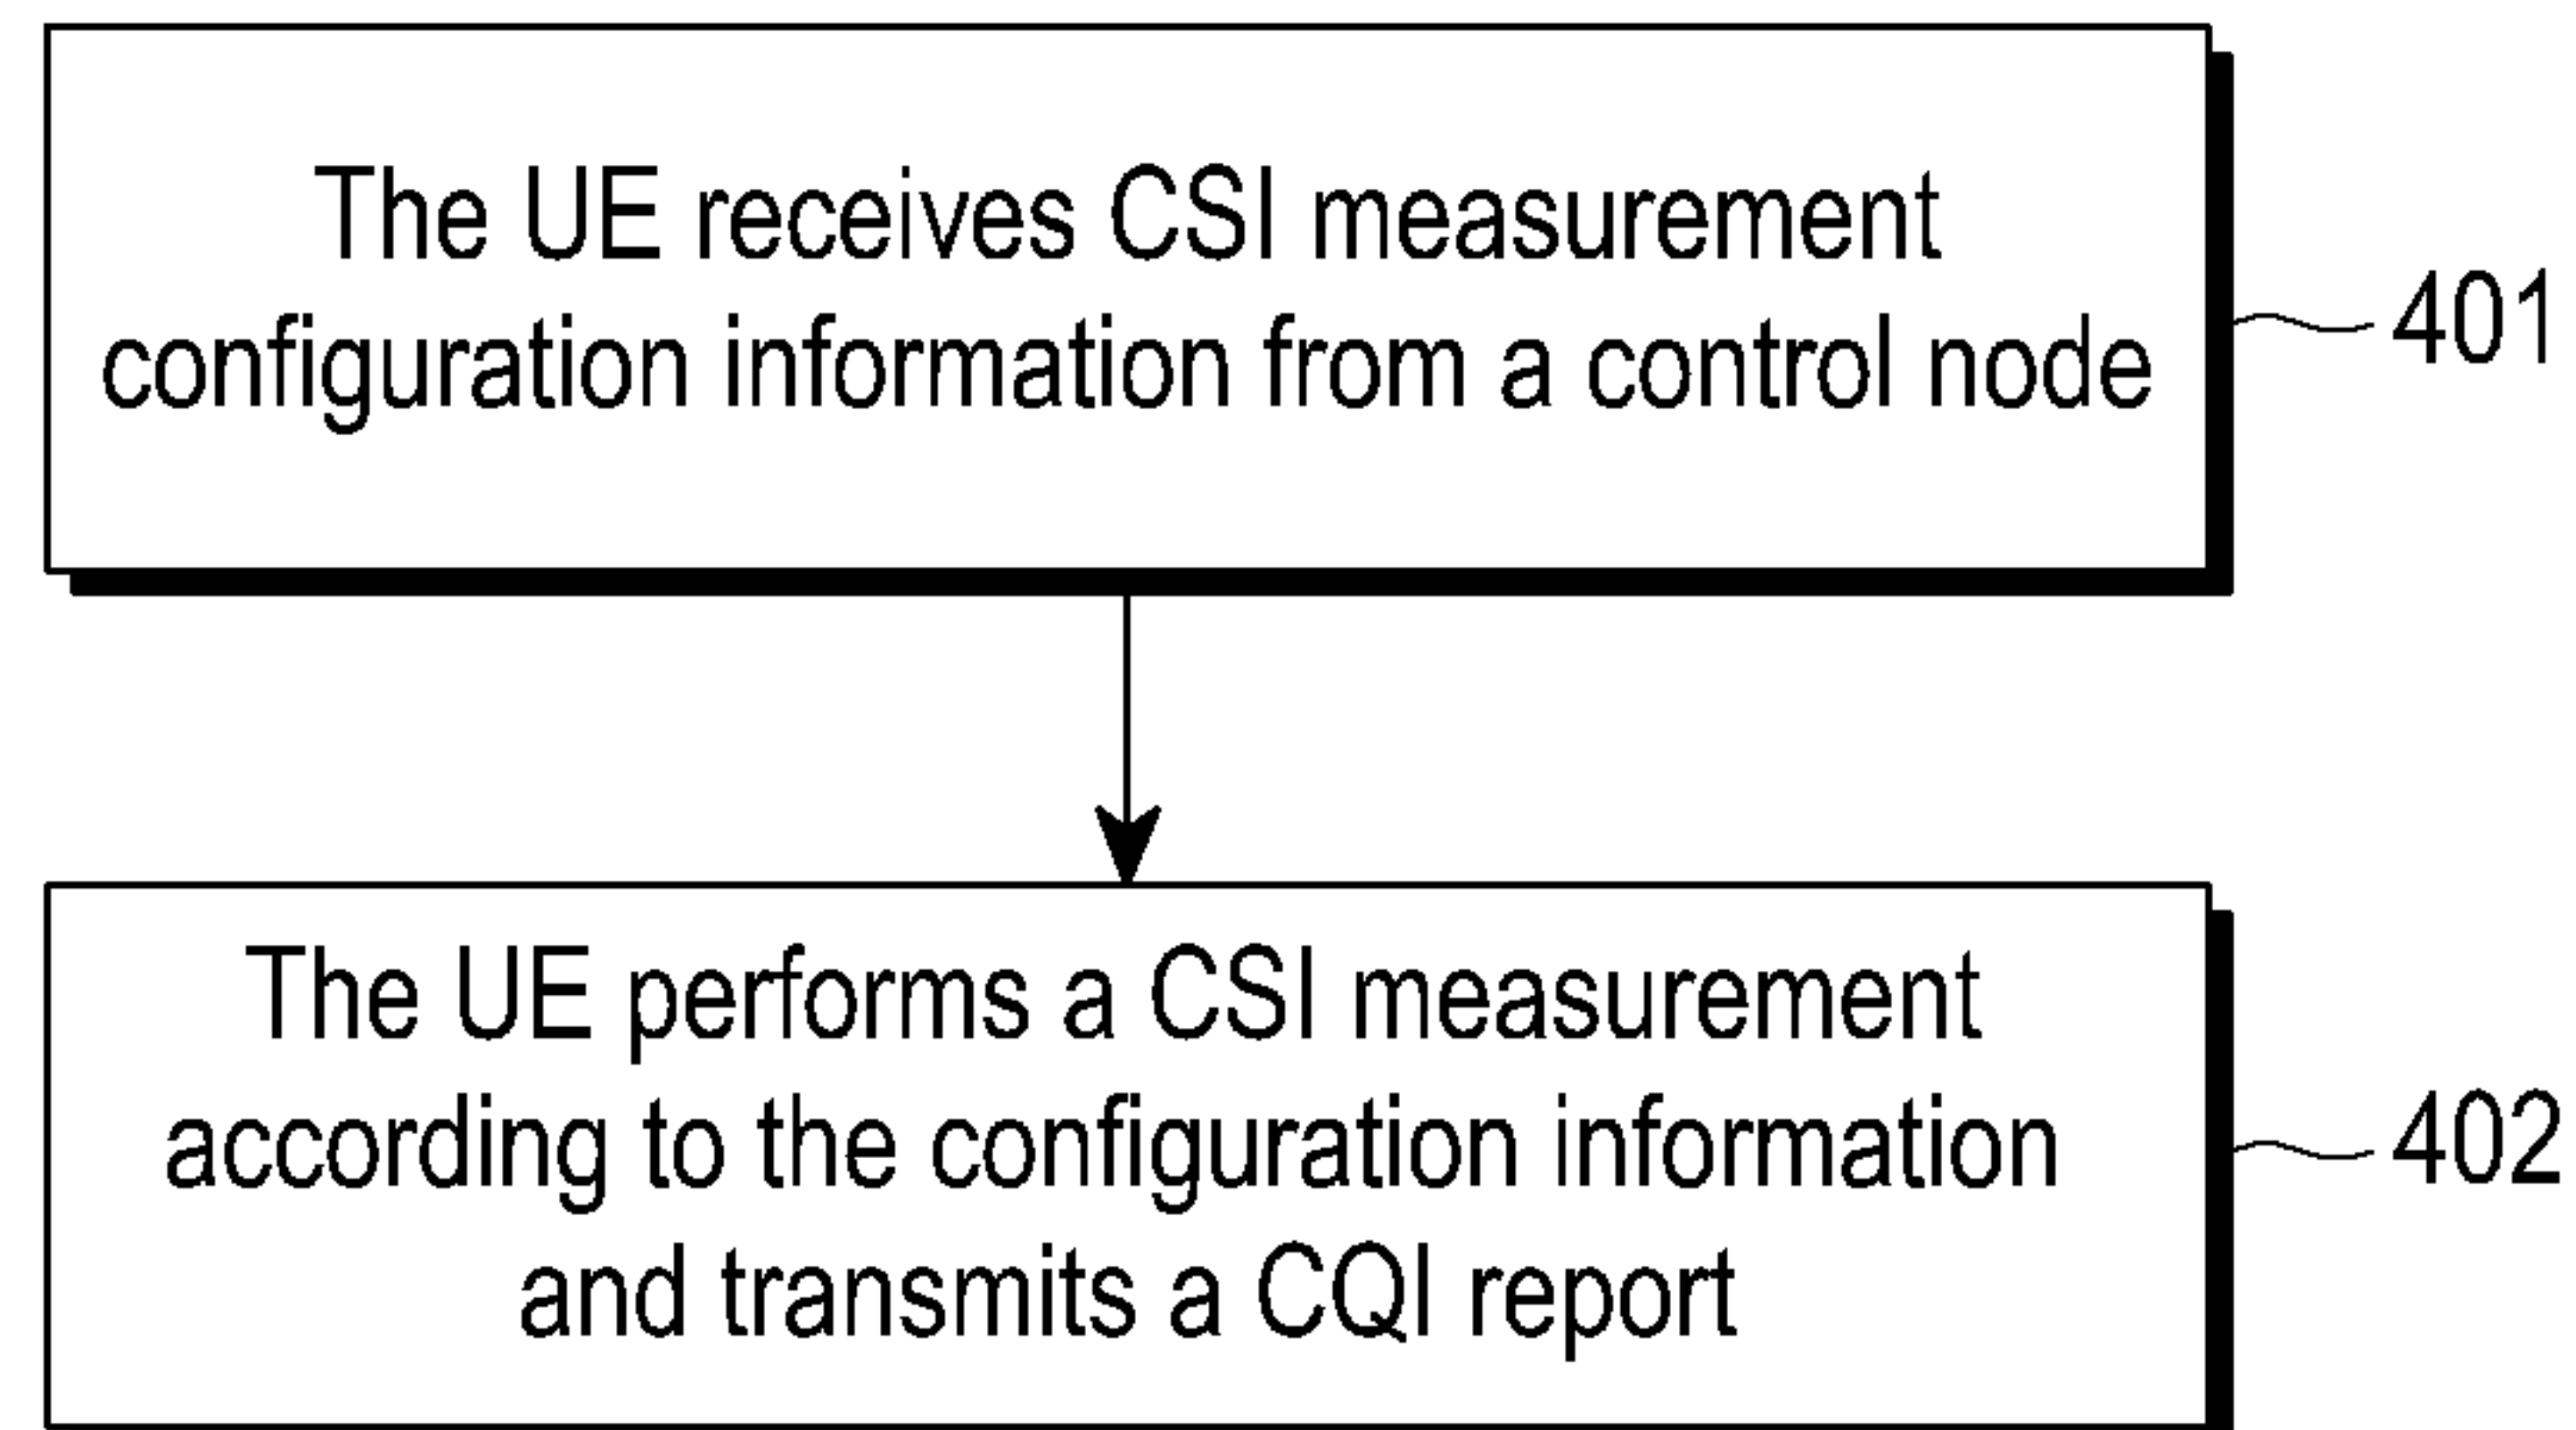 The UE receives CSI measurement
configuration information from a control node
401
The UE performs a CSI measurement
according to the configuration information
and transmits a CQI report
402